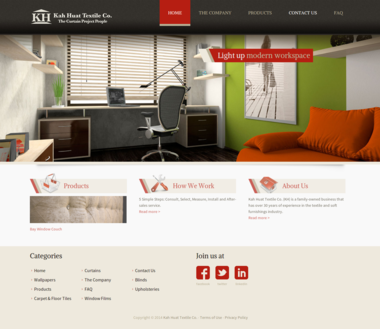 KH Kah Huat Textile Co.
The Curtain Project People
HOME THE COMPANY PRODUCTS CONTACT US FAQ
Light up modern workspace
Products
Bay Window Couch
How We Work
5 Simple Steps: Consult, Select, Measure, Install and After-
sales service
Read more >
About Us
Kah Huat Textile Co. (KH) is a family-owned business that
has over 30 years of experience in the textile and soft
furnishings industry.
Read more >
Categories
Home
Wallpapers
Products
Carpet & Floor Tiles
Curtains
The Company
FAQ
Window Films
Contact Us
Blinds
Upholsteries
Join us at
Facebook Twitter LinkedIn
Kah Huat Textile Co. · Terms of Use · Privacy Policy